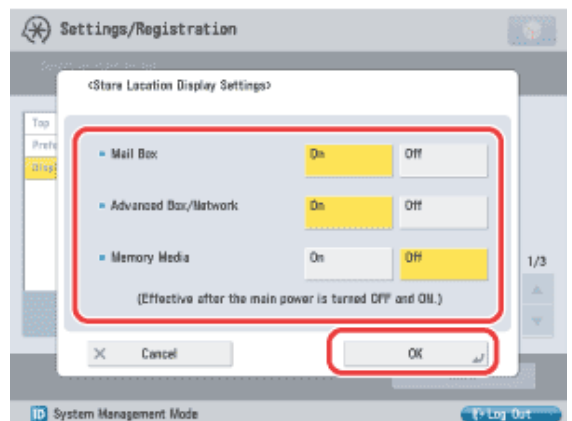 Settings/Registration
<Store Location Display Settings>
Top
Mail Box On Off
Advanced Box/Network On Off
Memory Media On Off
1/3
(Effective after the main power is turned OFF and ON.)
Cancel OK
ID System Management Mode Log Out